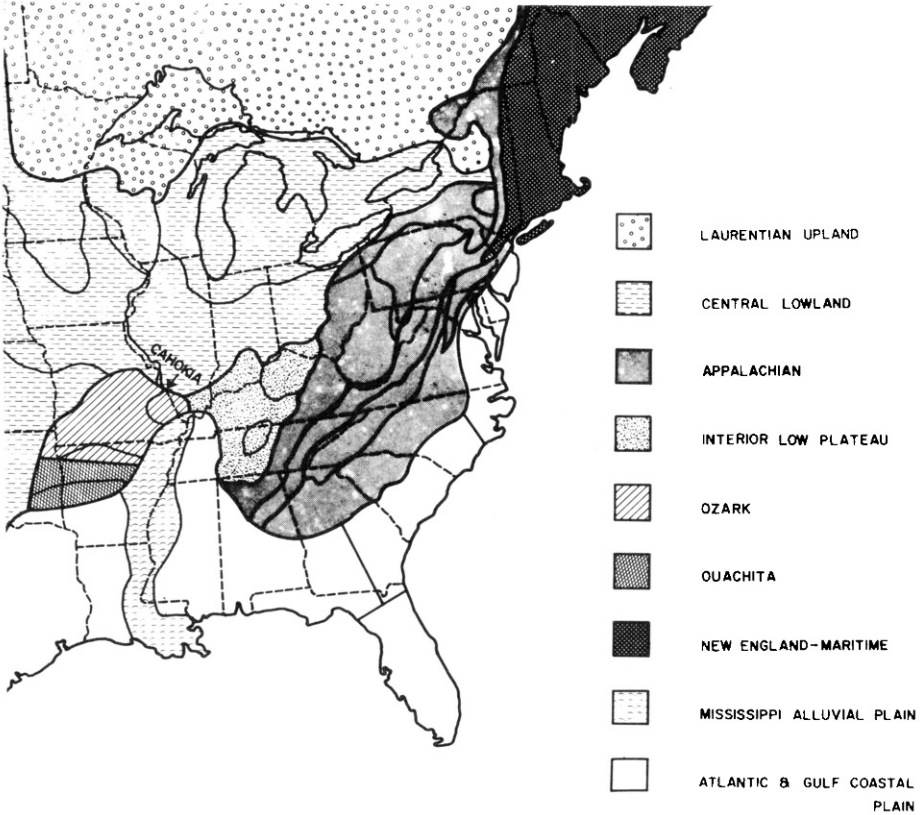 CAHOKIA
LAURENTIAN UPLAND
CENTRAL LOWLAND
APPALACHIAN
INTERIOR LOW PLATEAU
OZARK
OUACHITA
NEW ENGLAND-MARITIME
MISSISSIPPI ALLUVIAL PLAIN
ATLANTIC & GULF COASTAL
PLAIN